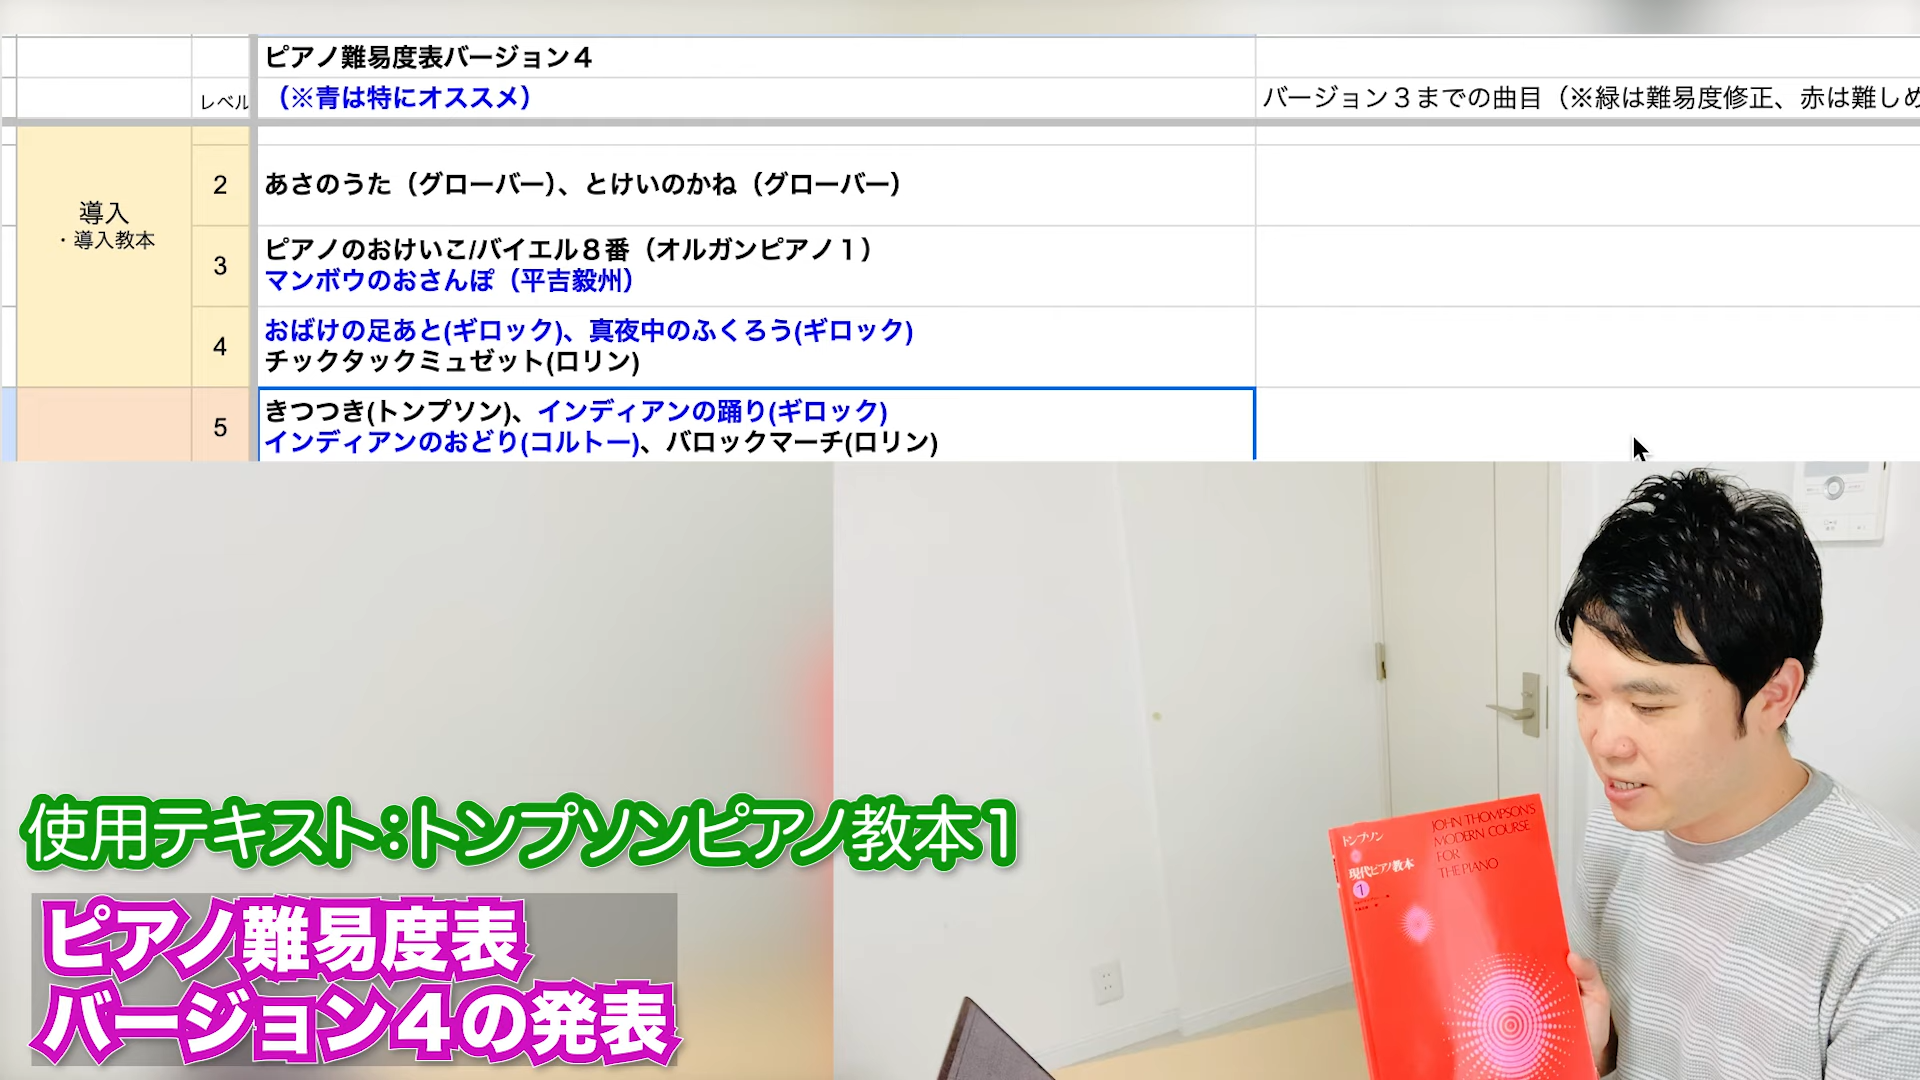 ピアノ難易度表バージョン４
レベル
（※青は特にオススメ）
バージョン３までの曲目（※緑は難易度修正、赤は難しめ
導入
・導入教本
2
あさのうた（グローバー）、とけいのかね（グローバー）
3
ピアノのおけいこ/バイエル８番（オルガンピアノ１）
マンボウのおさんぽ（平吉毅州）
4
おばけの足あと(ギロック)、真夜中のふくろう(ギロック)
チックタックミュゼット(ロリン)
5
きつつき(トンプソン)、インディアンの踊り(ギロック)
インディアンのおどり(コルトー)、バロックマーチ(ロリン)
使用テキスト：トンプソンピアノ教本１
ピアノ難易度表
バージョン４の発表
トンプソン
現代ピアノ教本
1
JOHN THOMPSON'S
MODERN COURSE
FOR
THE PIANO